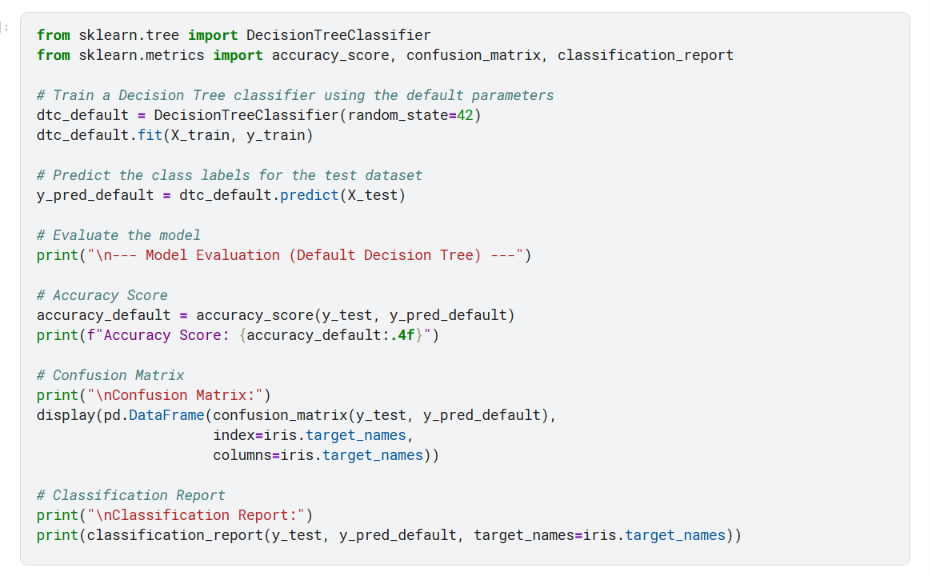 ]:
from sklearn.tree import DecisionTreeClassifier
from sklearn.metrics import accuracy_score, confusion_matrix, classification_report

# Train a Decision Tree classifier using the default parameters
dtc_default = DecisionTreeClassifier(random_state=42)
dtc_default.fit(X_train, y_train)

# Predict the class labels for the test dataset
y_pred_default = dtc_default.predict(X_test)

# Evaluate the model
print("\n--- Model Evaluation (Default Decision Tree) ---")

# Accuracy Score
accuracy_default = accuracy_score(y_test, y_pred_default)
print(f"Accuracy Score: {accuracy_default:.4f}")

# Confusion Matrix
print("\nConfusion Matrix:")
display(pd.DataFrame(confusion_matrix(y_test, y_pred_default),
                     index=iris.target_names,
                     columns=iris.target_names))

# Classification Report
print("\nClassification Report:")
print(classification_report(y_test, y_pred_default, target_names=iris.target_names))